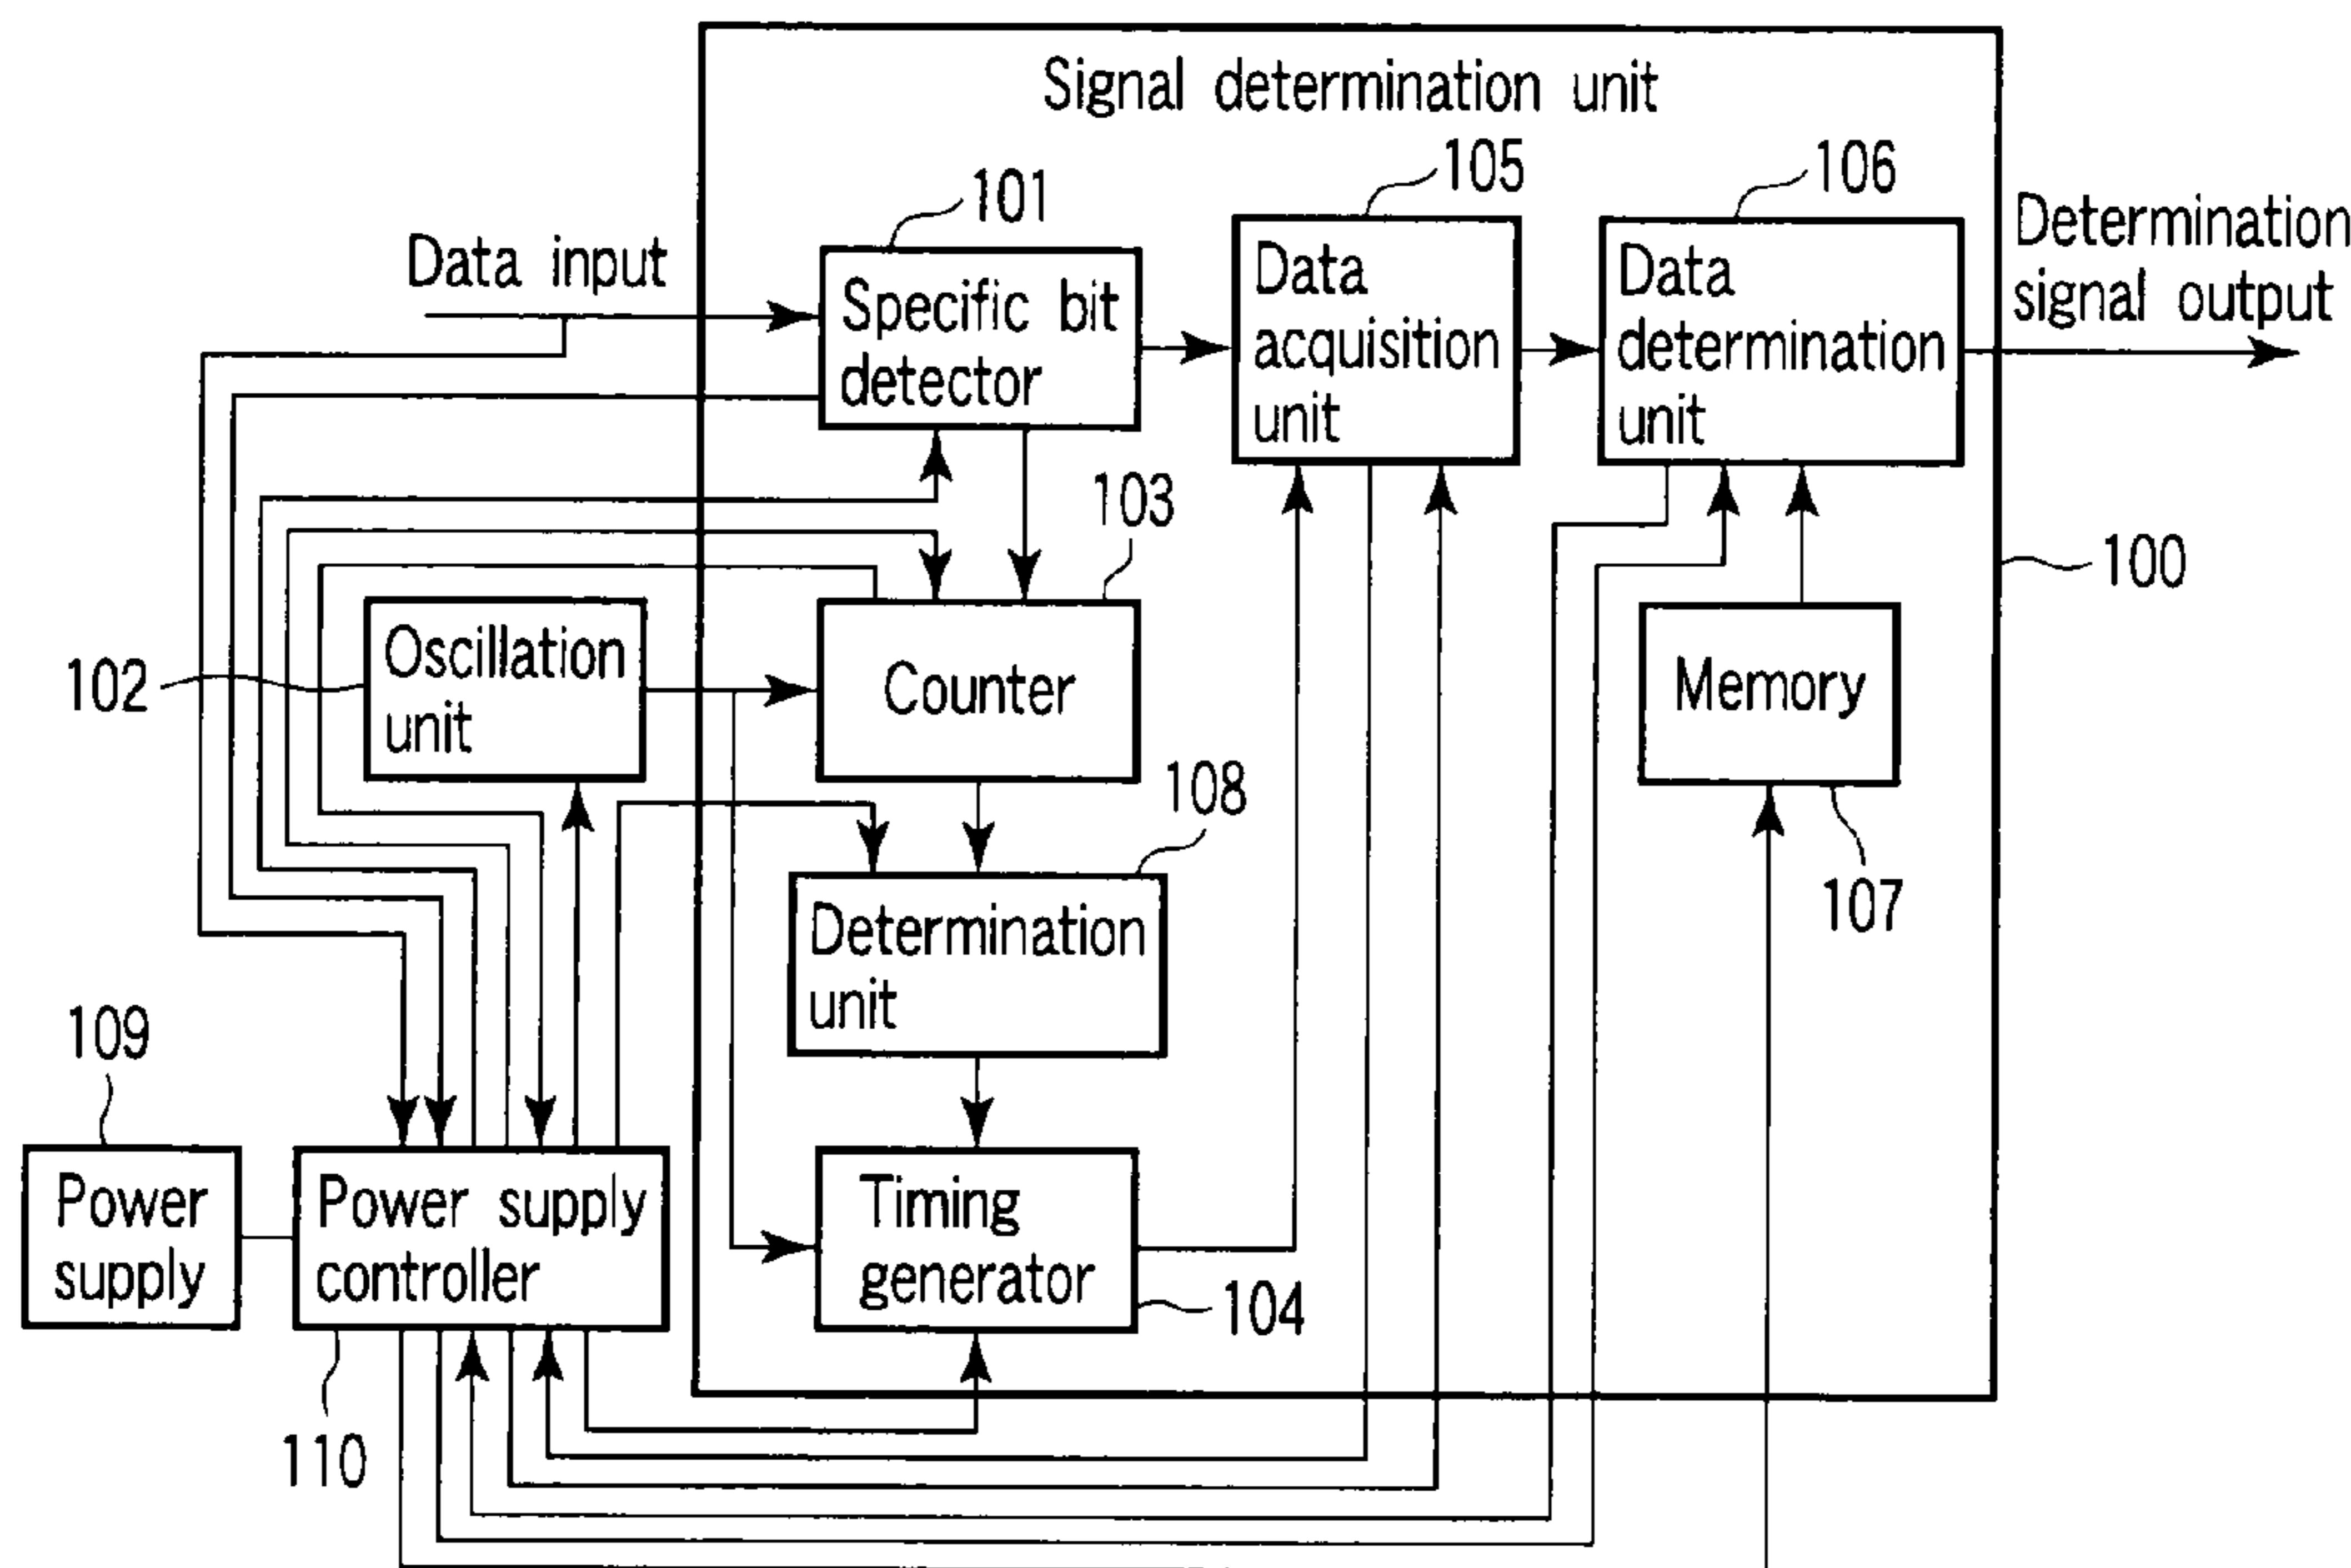 Signal determination unit
101
105
106
Data input
Determination
signal output
Specific bit
detector
Data
acquisition
unit
Data
determination
unit
103
100
102
Oscillation
unit
Counter
Memory
108
107
Determination
unit
109
Power
supply
Power supply
controller
Timing
generator
104
110